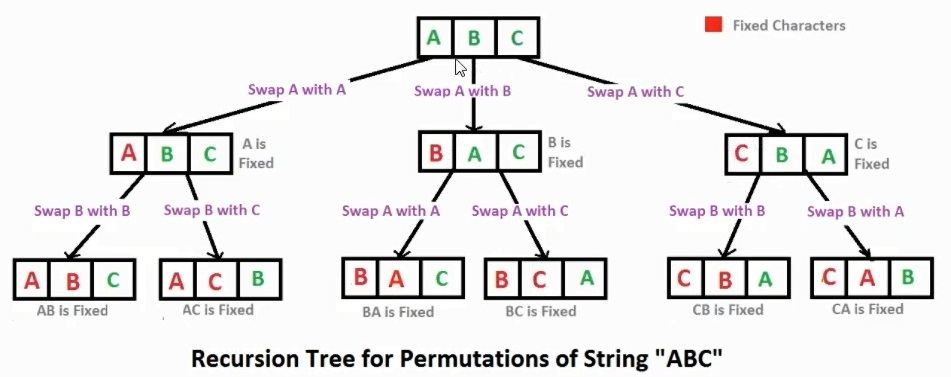 A B C
Fixed Characters
Swap A with A
Swap A with B
Swap A with C
A B C
A is
Fixed
B A C
B is
Fixed
C B A
C is
Fixed
Swap B with B
Swap B with C
Swap A with A
Swap A with C
Swap B with B
Swap B with A
A B C
A C B
B A C
B C A
C B A
C A B
AB is Fixed
AC is Fixed
BA is Fixed
BC is Fixed
CB is Fixed
CA is Fixed
Recursion Tree for Permutations of String "ABC"